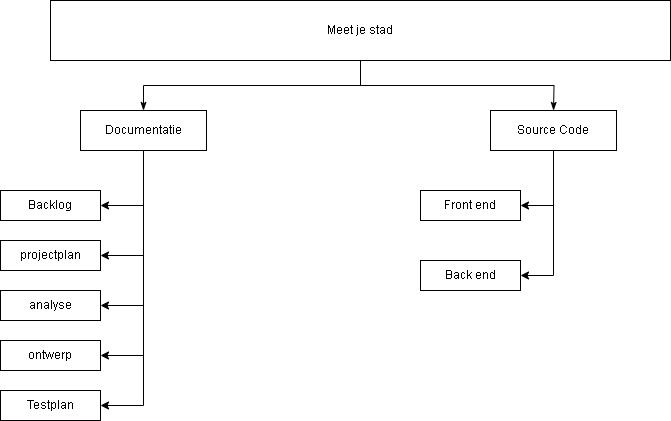 Meet je stad
Documentatie
Source Code
Backlog
Front end
projectplan
Back end
analyse
ontwerp
Testplan